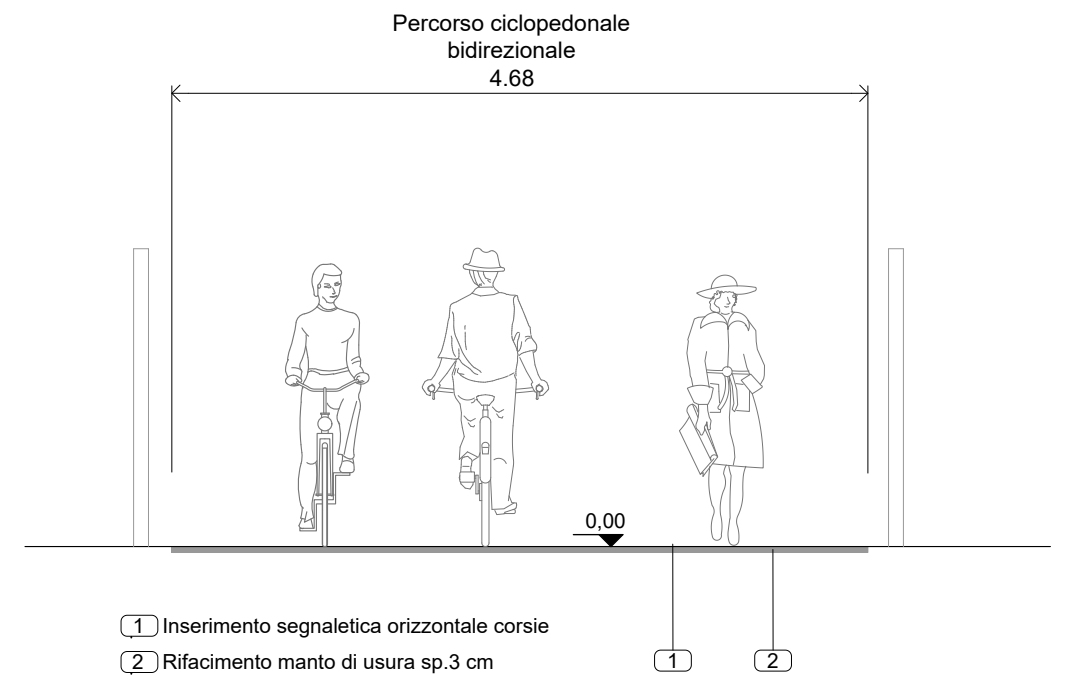 Percorso ciclopedonale
bidirezionale
4.68
0,00
1 Inserimento segnaletica orizzontale corsie
2 Rifacimento manto di usura sp.3 cm
1 2